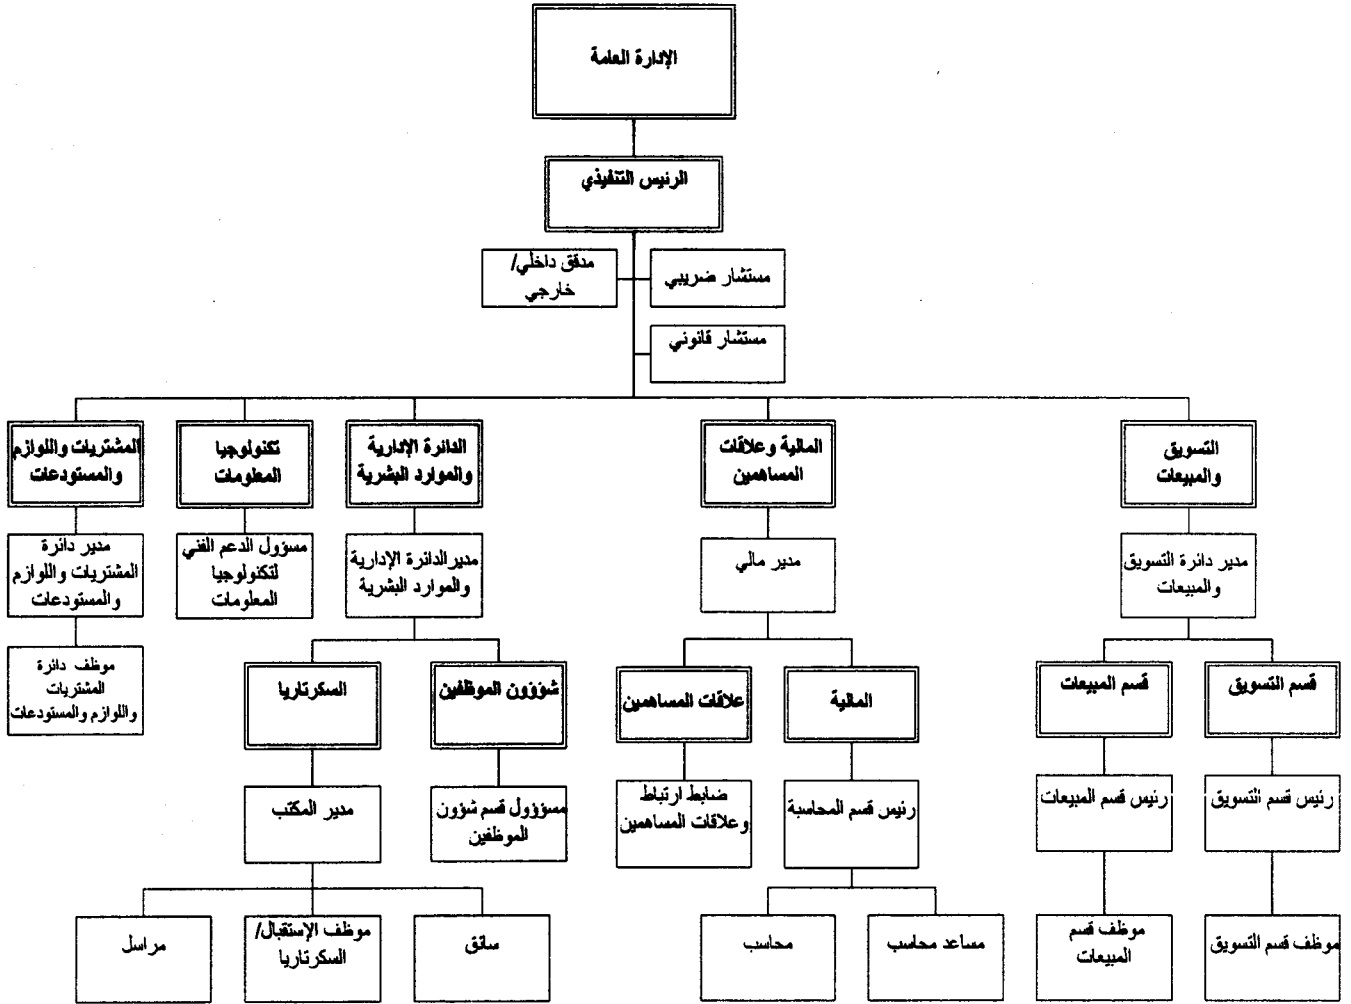 الإدارة العامة
الرئيس التنفيذي
مستشار ضريبي
مدقق داخلي/
خارجي
مستشار قانوني
التسويق
والمبيعات
المالية وعلاقات
المساهمين
الدائرة الإدارية
والموارد البشرية
تكنولوجيا
المعلومات
المشتريات واللوازم
والمستودعات
مدير دائرة التسويق
والمبيعات
مدير مالي
مديرالدائرة الإدارية
والموارد البشرية
مسؤول الدعم الفني
لتكنولوجيا
المعلومات
مدير دائرة
المشتريات واللوازم
والمستودعات
قسم التسويق
قسم المبيعات
المالية
علاقات المساهمين
شؤوون الموظفين
السكرتاريا
موظف دائرة
المشتريات
واللوازم والمستودعات
رئيس قسم التسويق
رئيس قسم المبيعات
رئيس قسم المحاسبة
ضابط ارتباط
وعلاقات المساهمين
مسؤوول قسم شؤون
الموظفين
مدير المكتب
موظف قسم التسويق
موظف قسم
المبيعات
مساعد محاسب
محاسب
سائق
موظف الإستقبال/
السكرتاريا
مراسل